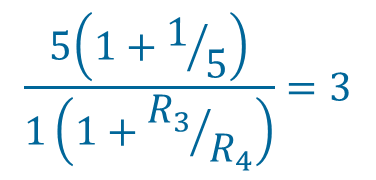 5(1 + 1/5)
= 3
1(1 + R₃/R₄)